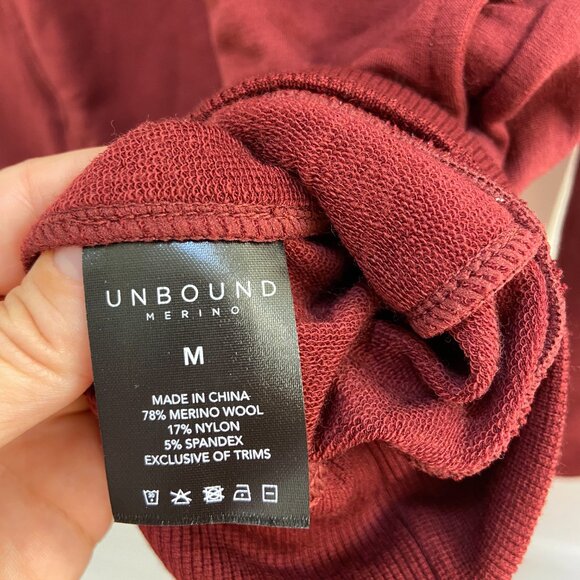 UNBOUND
MERINO
M
MADE IN CHINA
78% MERINO WOOL
17% NYLON
5% SPANDEX
EXCLUSIVE OF TRIMS